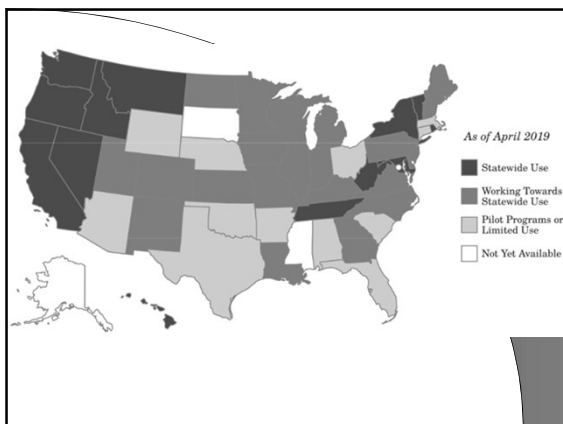 As of April 2019
Statewide Use
Working Towards
Statewide Use
Pilot Programs or
Limited Use
Not Yet Available